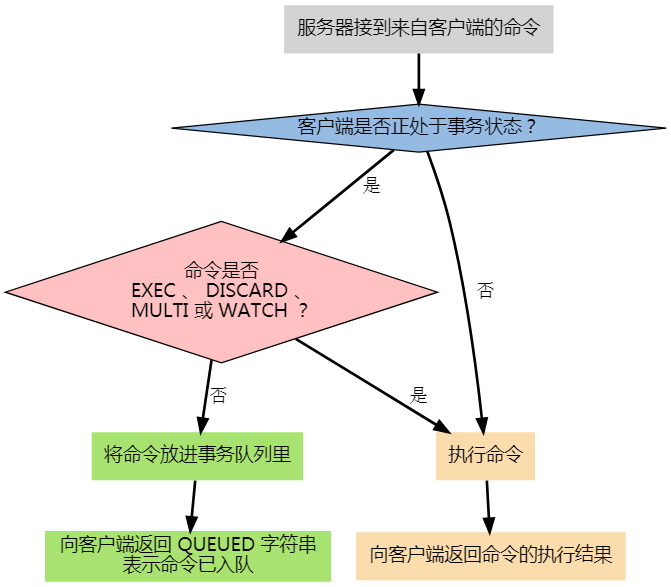 服务器接到来自客户端的命令
客户端是否正处于事务状态？
是
命令是否
EXEC 、 DISCARD 、
MULTI 或 WATCH ？
否
否
是
将命令放进事务队列里
执行命令
向客户端返回 QUEUED 字符串
表示命令已入队
向客户端返回命令的执行结果